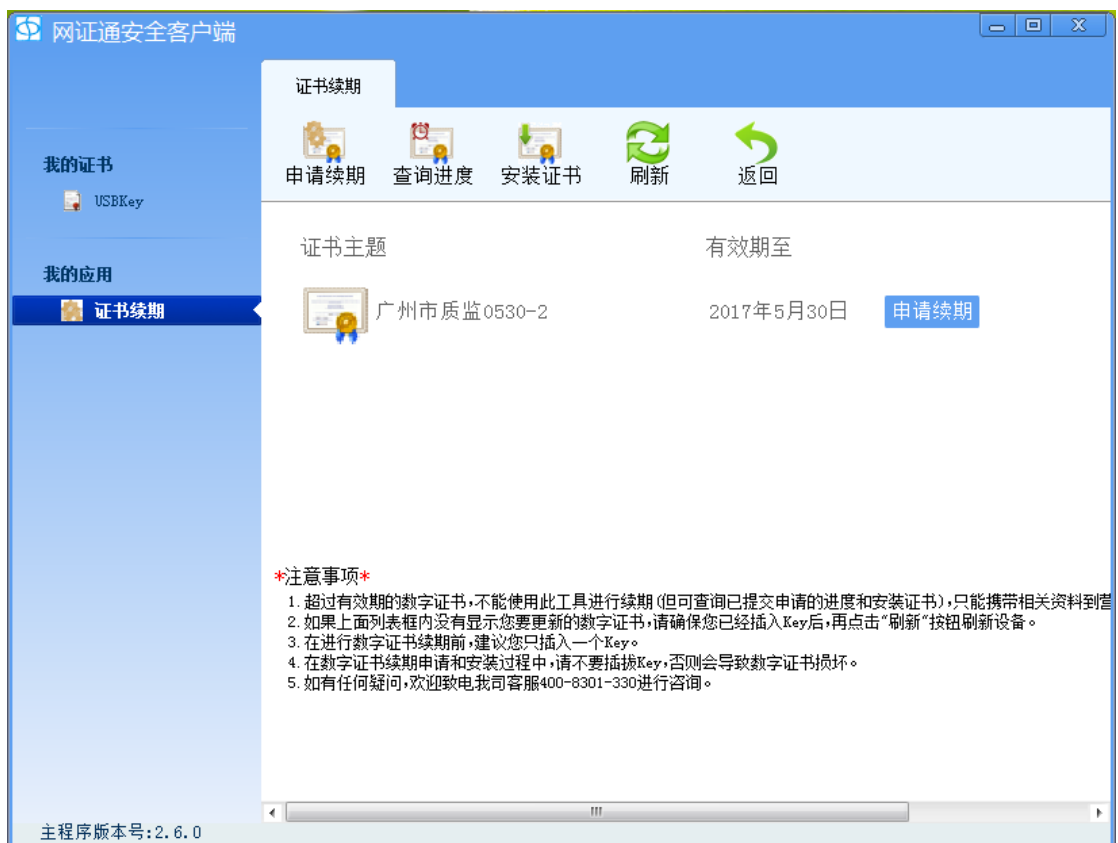 网证通安全客户端
证书续期
申请续期 查询进度 安装证书 刷新 返回
我的证书
USBKey
我的应用
证书续期
证书主题 有效期至
广州市质监0530-2 2017年5月30日 申请续期
*注意事项*
1. 超过有效期的数字证书,不能使用此工具进行续期(但可查询已提交申请的进度和安装证书),只能携带相关资料到营
2. 如果上面列表框内没有显示您要更新的数字证书,请确保您已经插入Key后,再点击“刷新”按钮刷新设备。
3. 在进行数字证书续期前,建议您只插入一个Key。
4. 在数字证书续期申请和安装过程中,请不要插拔Key,否则会导致数字证书损坏。
5. 如有任何疑问,欢迎致电我司客服400-8301-330进行咨询。
主程序版本号:2.6.0